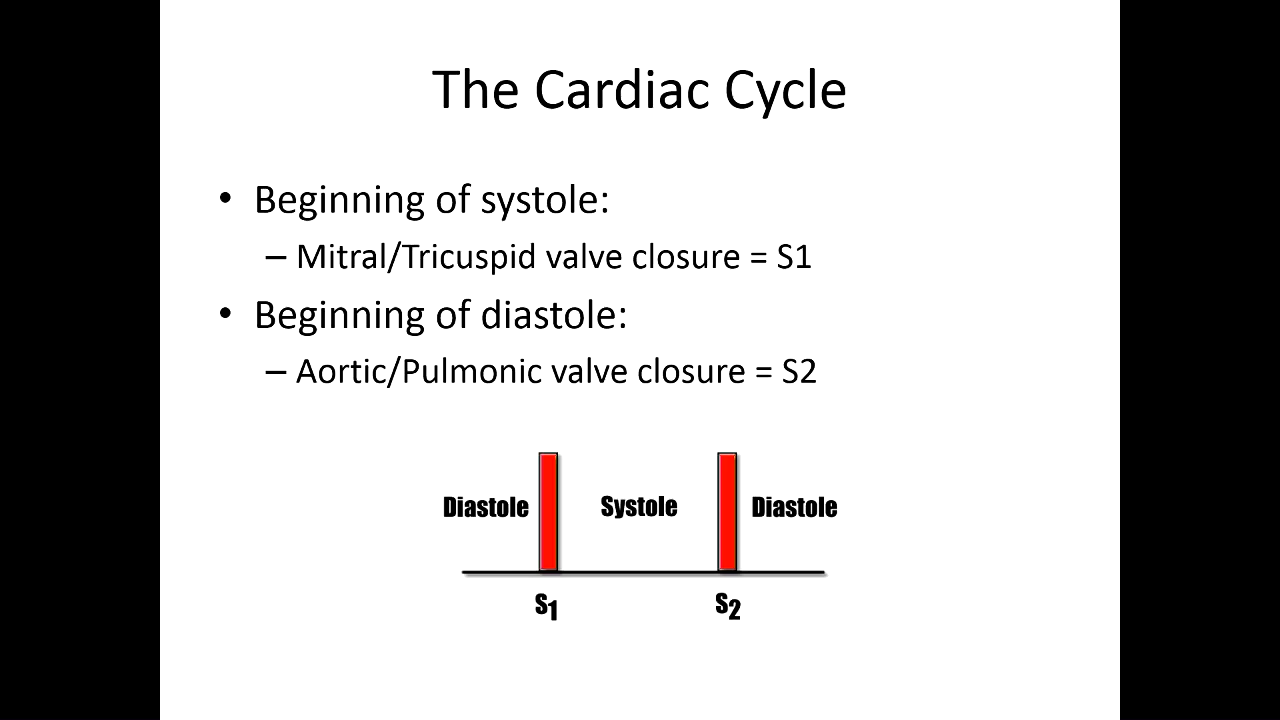 The Cardiac Cycle
• Beginning of systole:
– Mitral/Tricuspid valve closure = S1
• Beginning of diastole:
– Aortic/Pulmonic valve closure = S2
Diastole Systole Diastole
S1 S2